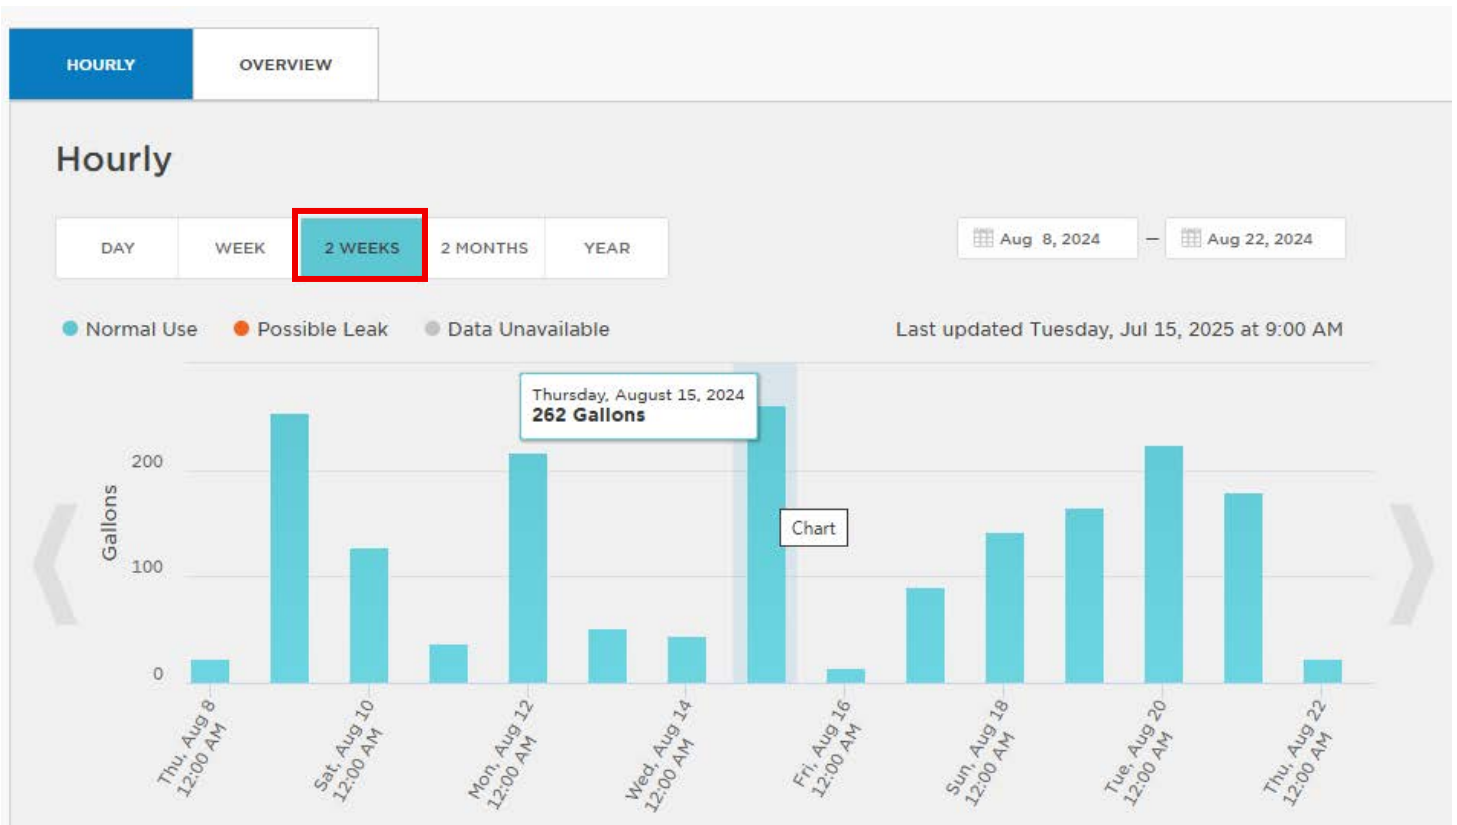 HOURLY OVERVIEW
Hourly
DAY WEEK 2 WEEKS 2 MONTHS YEAR
Aug 8, 2024 – Aug 22, 2024
Normal Use Possible Leak Data Unavailable
Last updated Tuesday, Jul 15, 2025 at 9:00 AM
Thursday, August 15, 2024
262 Gallons
Gallons
200
100
0
Chart
Thu, Aug 8
12:00 AM
Sat, Aug 10
12:00 AM
Mon, Aug 12
12:00 AM
Wed, Aug 14
12:00 AM
Fri, Aug 16
12:00 AM
Sun, Aug 18
12:00 AM
Tue, Aug 20
12:00 AM
Thu, Aug 22
12:00 AM